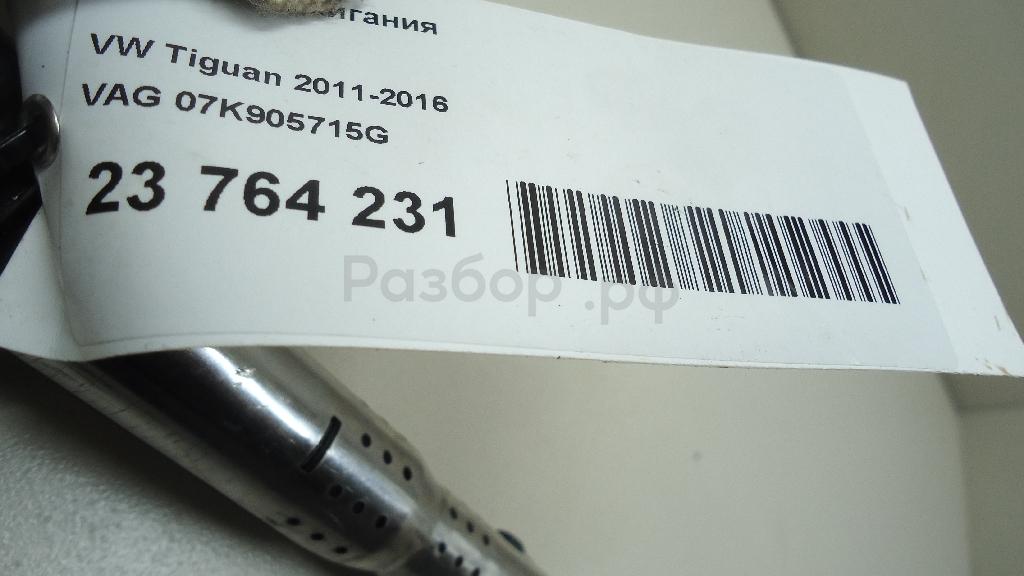 VW Tiguan 2011-2016
VAG 07K905715G
23 764 231
Разбор.рф